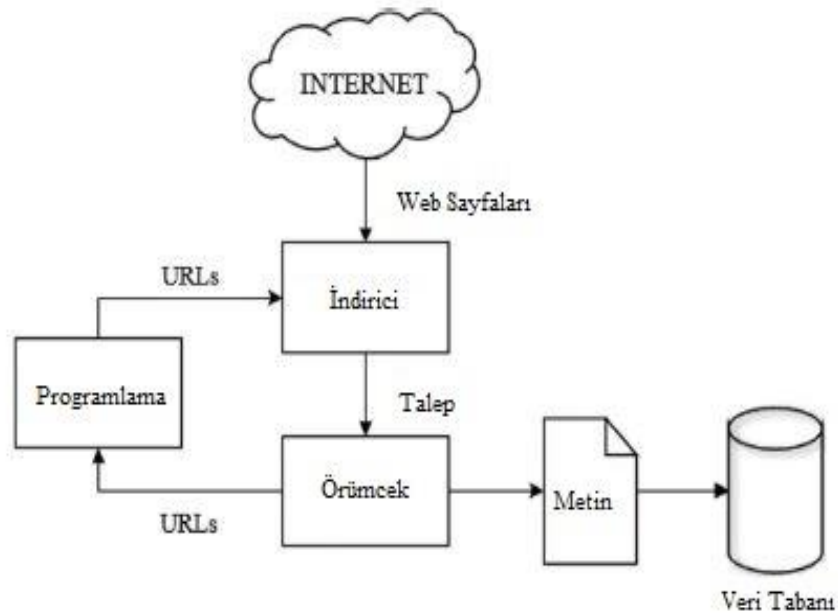 INTERNET
Web Sayfaları
URLs
İndirici
Programlama
Talep
Örümcek
Metin
URLs
Veri Tabanı